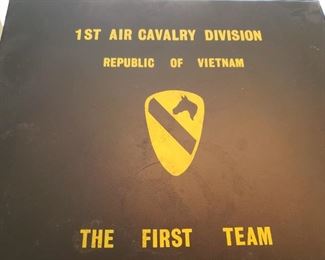 1ST AIR CAVALRY DIVISION
REPUBLIC OF VIETNAM
THE FIRST TEAM